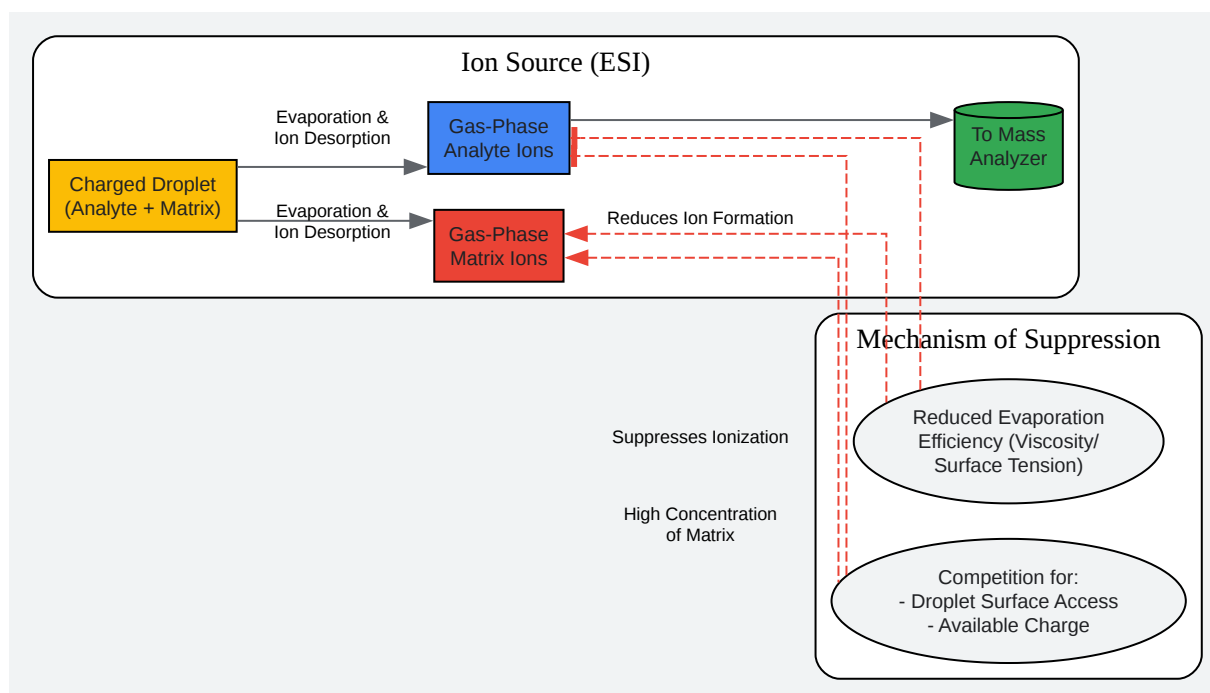 Ion Source (ESI)
Evaporation &
Ion Desorption
Gas-Phase
Analyte Ions
To Mass
Analyzer
Charged Droplet
(Analyte + Matrix)
Evaporation &
Ion Desorption
Gas-Phase
Matrix Ions
Reduces Ion Formation
Mechanism of Suppression
Reduced Evaporation
Efficiency (Viscosity/
Surface Tension)
Suppresses Ionization
High Concentration
of Matrix
Competition for:
- Droplet Surface Access
- Available Charge